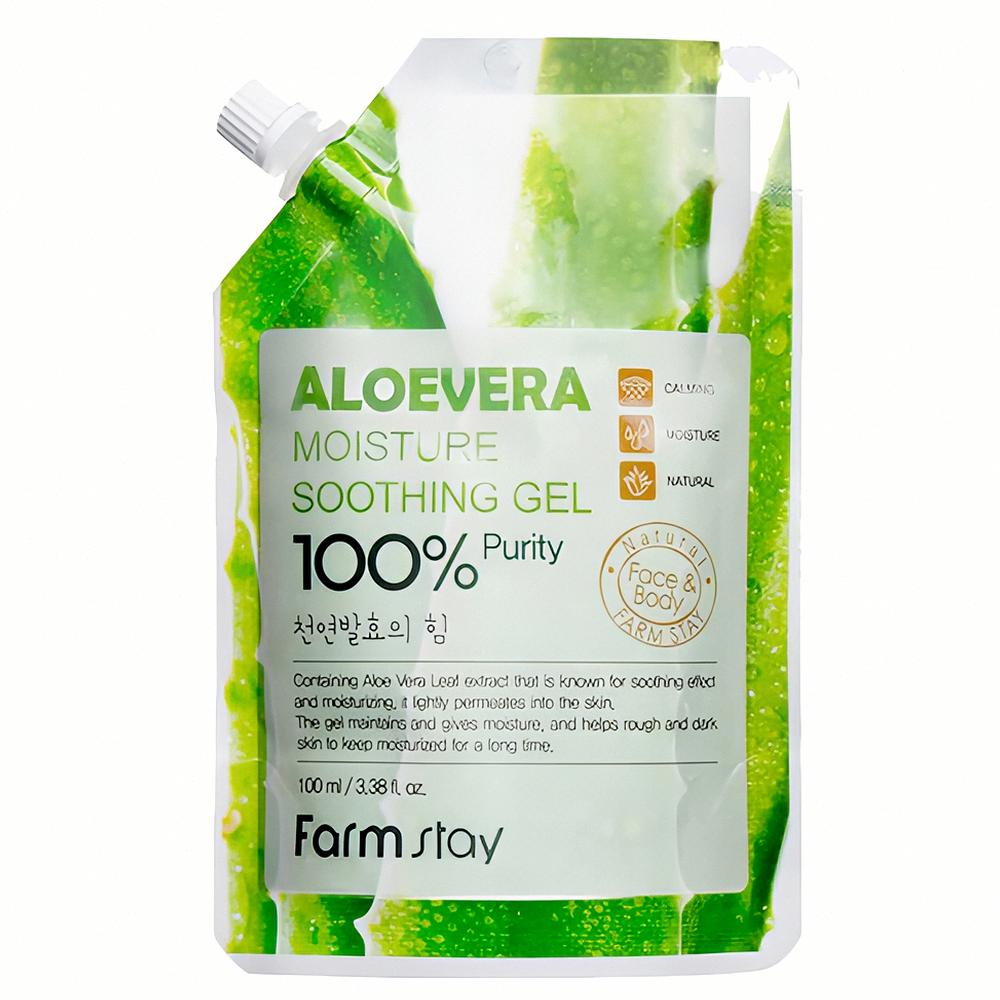 ALOEVERA
MOISTURE
SOOTHING GEL
100% Purity
천연발효의 힘
CALMING
MOISTURE
NATURAL
Natural
Face &
Body
FARM STAY
Containing Aloe Vera Leaf extract that is known for soothing effect
and moisturizing, it lightly permeates into the skin.
The gel maintains and gives moisture, and helps rough and dark
skin to keep moisturized for a long time.
100 ml / 3.38 fl. oz.
Farm stay